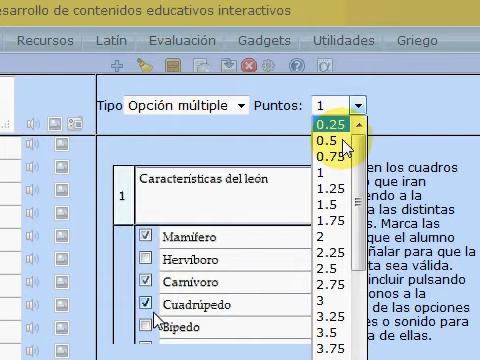 esarrollo de contenidos educativos interactivos
Recursos Latín Evaluación Gadgets Utilidades Griego
Tipo Opción múltiple Puntos: 1
0.25
0.5
0.75
1
1.25
1.5
1.75
2
2.25
2.5
2.75
3
3.25
3.5
3.75
1 Características del león
Mamífero
Hervíboro
Carnívoro
Cuadrúpedo
Bípedo
en los cuadros
o que iran
endo a la
a las distintas
s. Marca las
que el alumno
ñalar para que la
ta sea válida.
incluir pulsando
onos a la
de las opciones
es o sonido para
a de ellas.